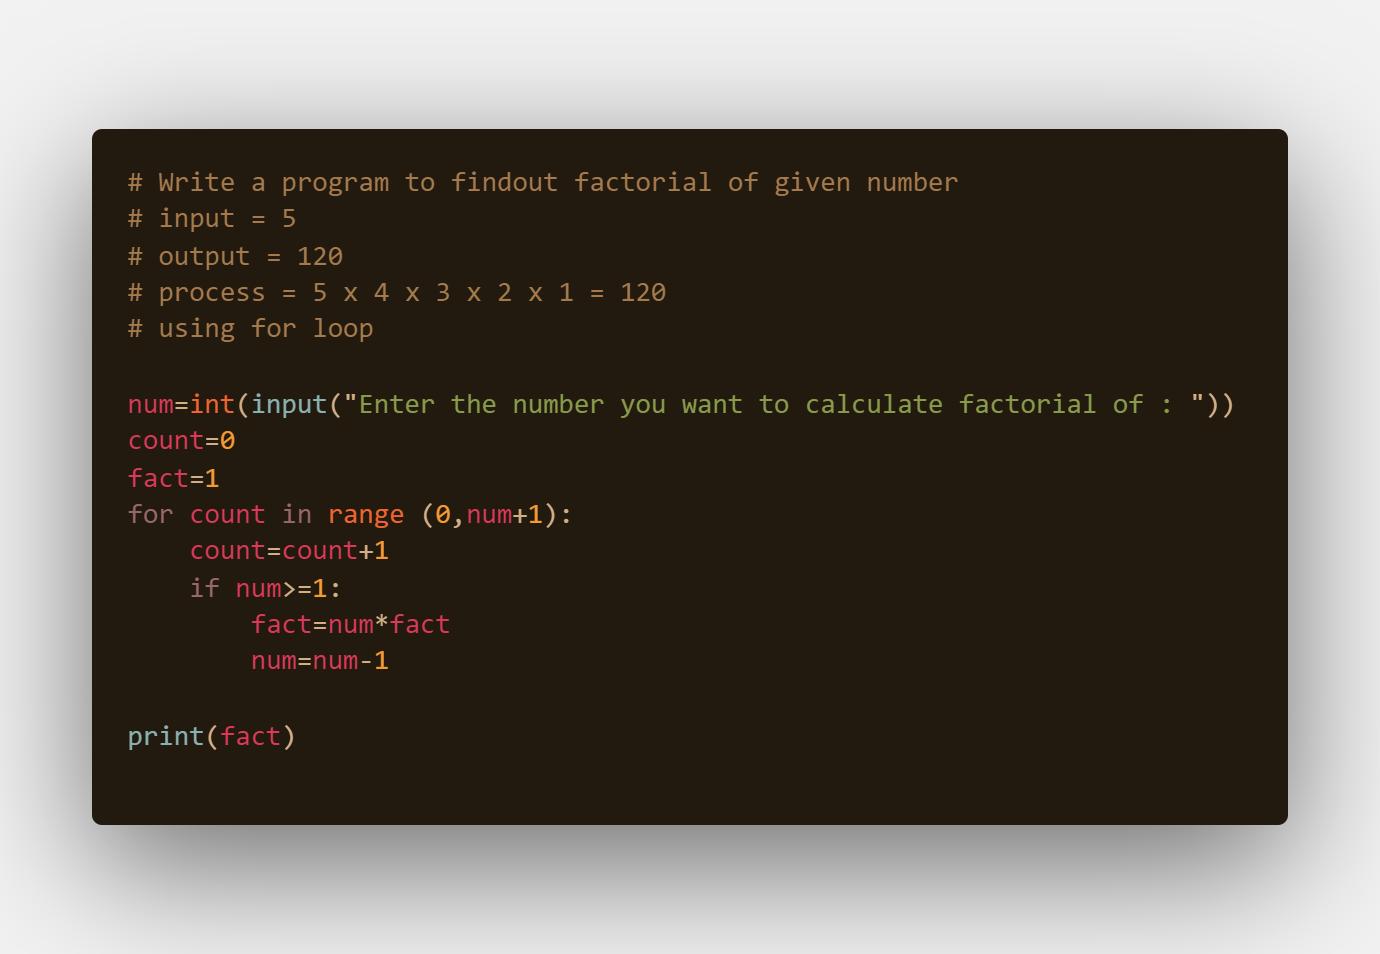 # Write a program to findout factorial of given number
# input = 5
# output = 120
# process = 5 x 4 x 3 x 2 x 1 = 120
# using for loop

num=int(input("Enter the number you want to calculate factorial of : "))
count=0
fact=1
for count in range (0,num+1):
    count=count+1
    if num>=1:
        fact=num*fact
        num=num-1

print(fact)